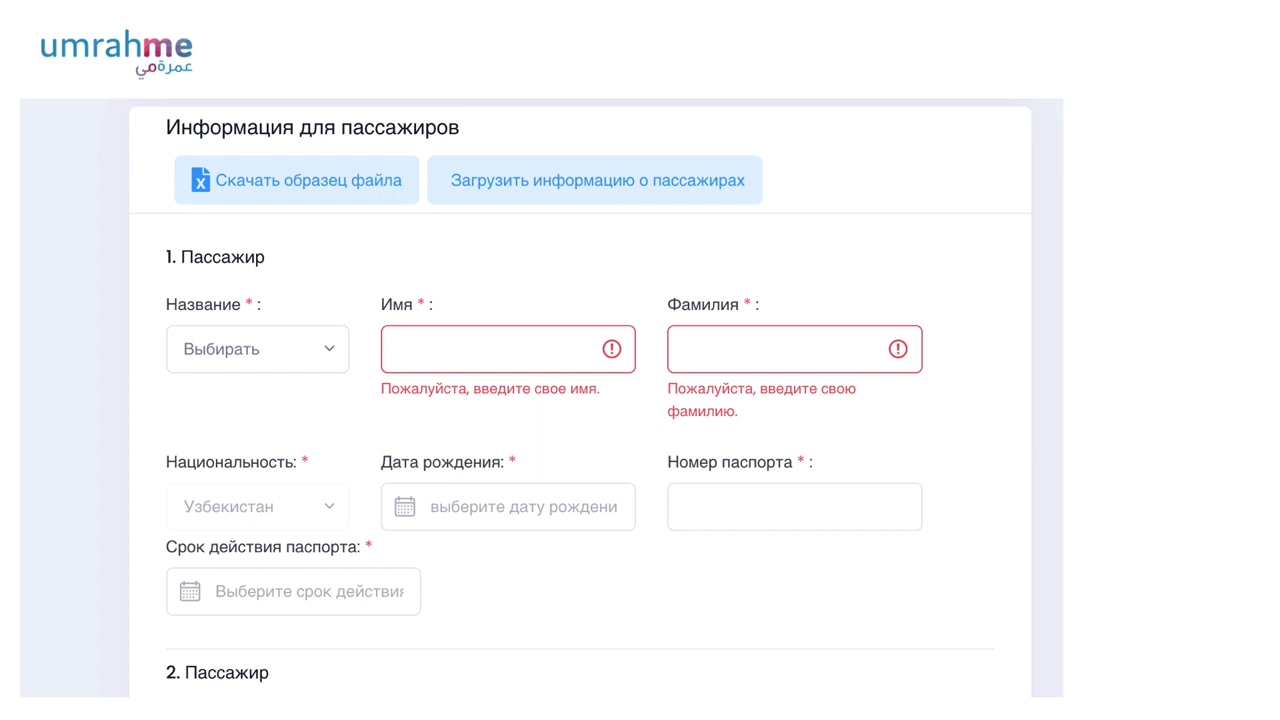 umrahme
عمرةمي
Информация для пассажиров
Скачать образец файла
Загрузить информацию о пассажирах
1. Пассажир
Название * :
Имя * :
Фамилия * :
Выбирать
Пожалуйста, введите свое имя.
Пожалуйста, введите свою
фамилию.
Национальность: *
Дата рождения: *
Номер паспорта * :
Узбекистан
выберите дату рождени
Срок действия паспорта: *
Выберите срок действия
2. Пассажир